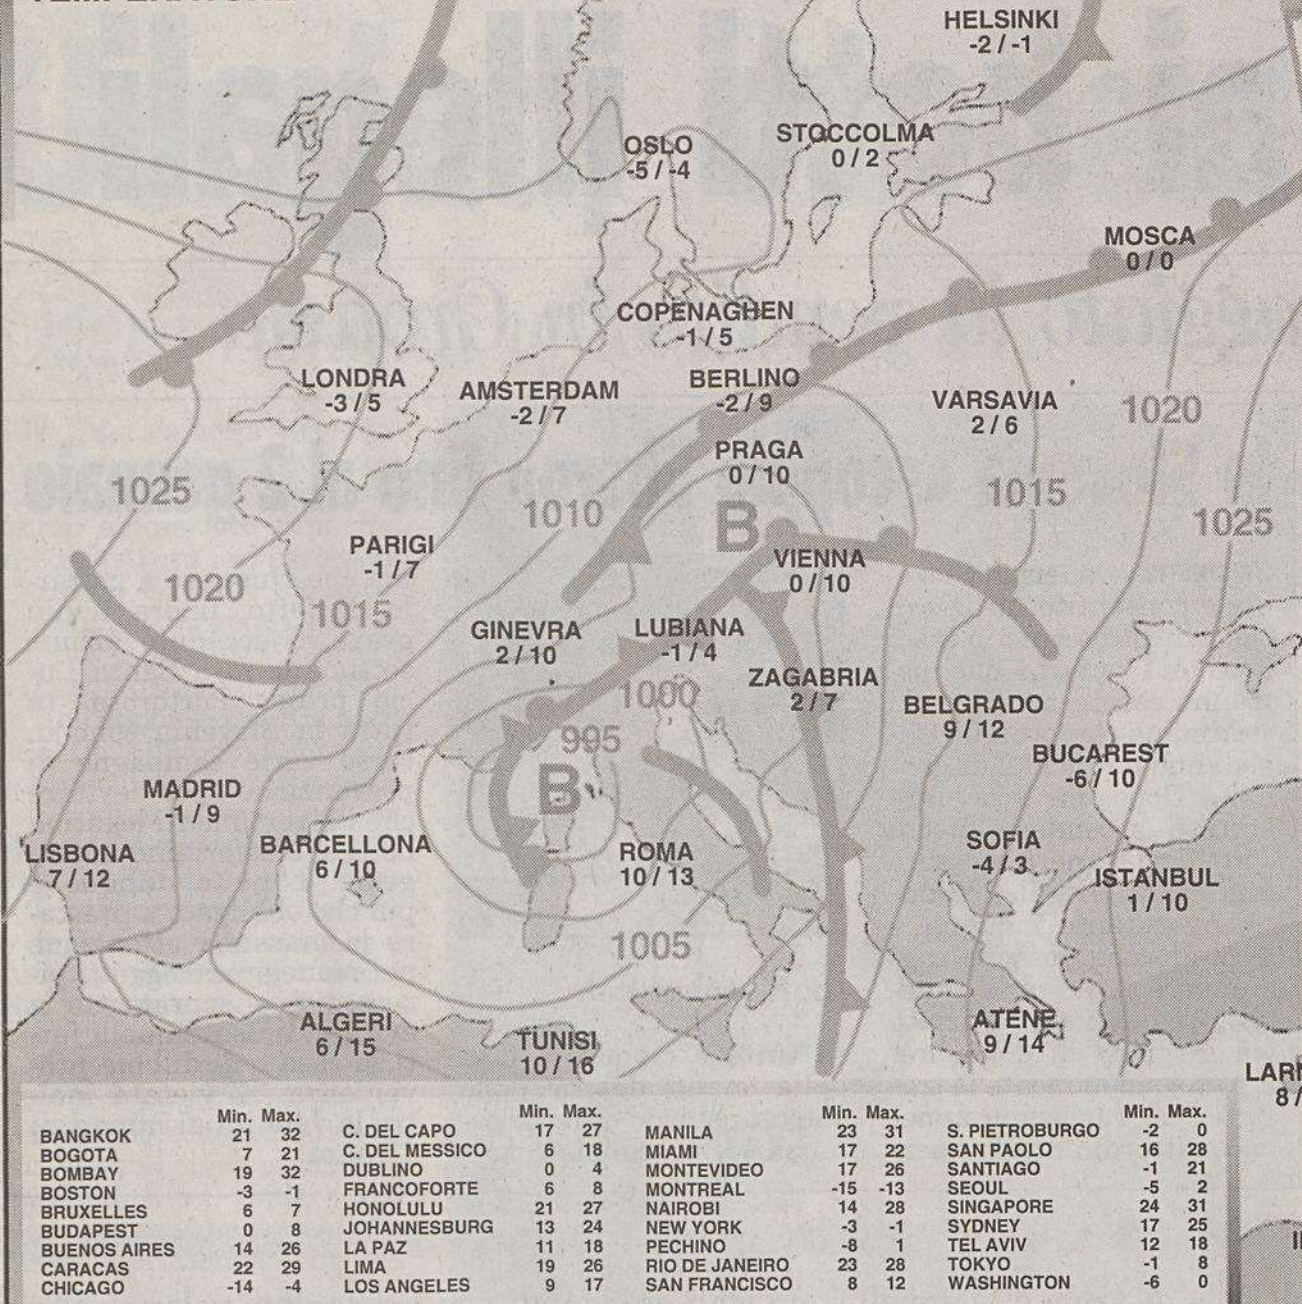 HELSINKI
-2 / -1
STOCCOLMA
0 / 2
OSLO
-5 / -4
MOSCA
0 / 0
COPENAGHEN
-1 / 5
LONDRA
-3 / 5
AMSTERDAM
-2 / 7
BERLINO
-2 / 9
VARSAVIA
2 / 6
1020
PRAGA
0 / 10
1025
1010
1015
1025
B
PARIGI
-1 / 7
VIENNA
0 / 10
1020
1015
GINEVRA
2 / 10
LUBIANA
-1 / 4
ZAGABRIA
2 / 7
1000
BELGRADO
9 / 12
995
BUCAREST
-6 / 10
MADRID
-1 / 9
B
LISBONA
7 / 12
BARCELLONA
6 / 10
ROMA
10 / 13
SOFIA
-4 / 3
ISTANBUL
1 / 10
1005
ALGERI
6 / 15
TUNISI
10 / 16
ATENE
9 / 14
Min. Max.
BANGKOK 21 32
BOGOTA 7 21
BOMBAY 19 32
BOSTON -3 -1
BRUXELLES 6 7
BUDAPEST 0 8
BUENOS AIRES 14 26
CARACAS 22 29
CHICAGO -14 -4
Min. Max.
C. DEL CAPO 17 27
C. DEL MESSICO 6 18
DUBLINO 0 4
FRANCOFORTE 6 8
HONOLULU 21 27
JOHANNESBURG 13 24
LA PAZ 11 18
LIMA 19 26
LOS ANGELES 9 17
Min. Max.
MANILA 23 31
MIAMI 17 22
MONTEVIDEO 17 26
MONTREAL -15 -13
NAIROBI 14 28
NEW YORK -3 -1
PECHINO -8 1
RIO DE JANEIRO 23 28
SAN FRANCISCO 8 12
Min. Max.
S. PIETROBURGO -2 0
SAN PAOLO 16 28
SANTIAGO -1 21
SEOUL -5 2
SINGAPORE 24 31
SYDNEY 17 25
TEL AVIV 12 18
TOKYO -1 8
WASHINGTON -6 0